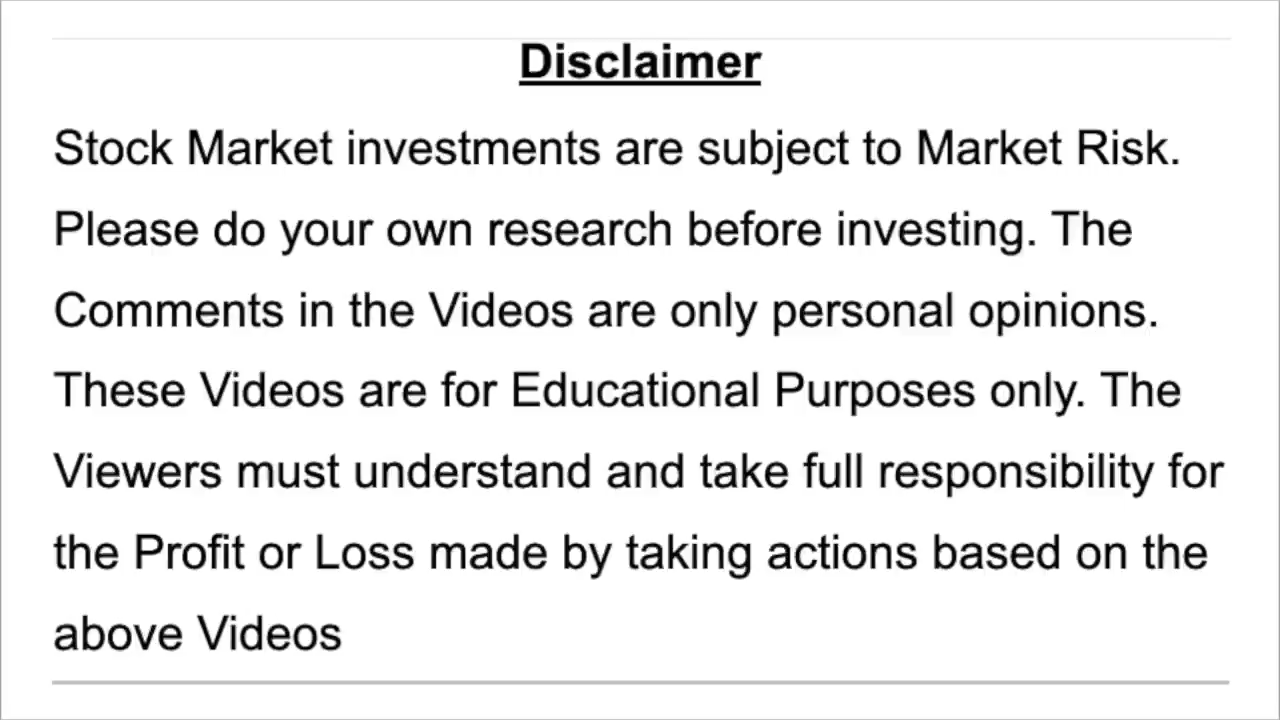 Disclaimer
Stock Market investments are subject to Market Risk.
Please do your own research before investing. The
Comments in the Videos are only personal opinions.
These Videos are for Educational Purposes only. The
Viewers must understand and take full responsibility for
the Profit or Loss made by taking actions based on the
above Videos